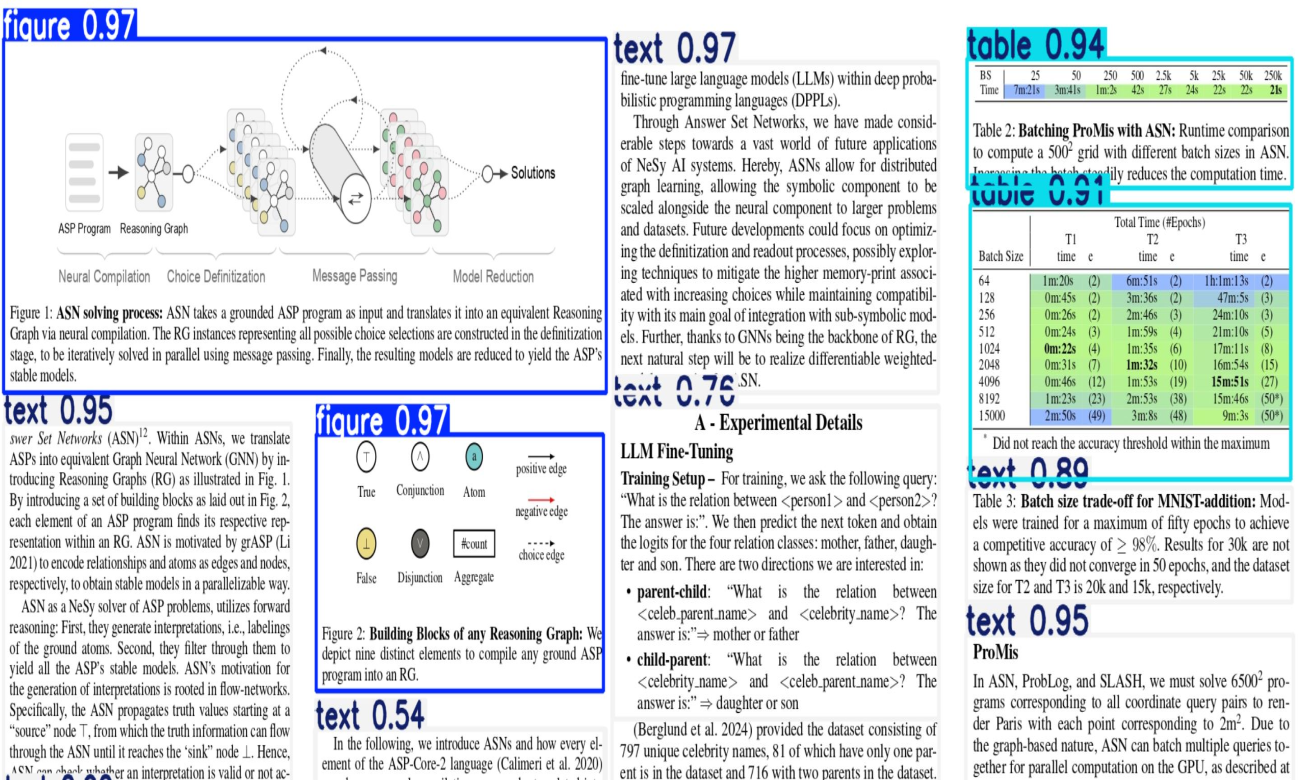 figure 0.97
ASP Program
Reasoning Graph
Solutions
Neural Compilation
Choice Definitization
Message Passing
Model Reduction
Figure 1: ASN solving process: ASN takes a grounded ASP program as input and translates it into an equivalent Reasoning
Graph via neural compilation. The RG instances representing all possible choice selections are constructed in the definitization
stage, to be iteratively solved in parallel using message passing. Finally, the resulting models are reduced to yield the ASP's
stable models.
text 0.95
swer Set Networks (ASN)12. Within ASNs, we translate
ASPs into equivalent Graph Neural Network (GNN) by in-
troducing Reasoning Graphs (RG) as illustrated in Fig. 1.
By introducing a set of building blocks as laid out in Fig. 2,
each element of an ASP program finds its respective rep-
resentation within an RG. ASN is motivated by grASP (Li
2021) to encode relationships and atoms as edges and nodes,
respectively, to obtain stable models in a parallelizable way.
ASN as a NeSy solver of ASP problems, utilizes forward
reasoning: First, they generate interpretations, i.e., labelings
of the ground atoms. Second, they filter through them to
yield all the ASP's stable models. ASN's motivation for
the generation of interpretations is rooted in flow-networks.
Specifically, the ASN propagates truth values starting at a
"source" node ⊤, from which the truth information can flow
through the ASN until it reaches the 'sink" node ⊥. Hence,
ASN can check whether an interpretation is valid or not ac-
figure 0.97
⊤ ∧ a
True Conjunction Atom
positive edge
negative edge
⊥ ∨ #count
choice edge
False Disjunction Aggregate
Figure 2: Building Blocks of any Reasoning Graph: We
depict nine distinct elements to compile any ground ASP
program into an RG.
text 0.54
In the following, we introduce ASNs and how every el-
ement of the ASP-Core-2 language (Calimeri et al. 2020)
text 0.97
fine-tune large language models (LLMs) within deep proba-
bilistic programming languages (DPPLs).
Through Answer Set Networks, we have made consid-
erable steps towards a vast world of future applications
of NeSy AI systems. Hereby, ASNs allow for distributed
graph learning, allowing the symbolic component to be
scaled alongside the neural component to larger problems
and datasets. Future developments could focus on optimiz-
ing the definitization and readout processes, possibly explor-
ing techniques to mitigate the higher memory-print associ-
ated with increasing choices while maintaining compatibil-
ity with its main goal of integration with sub-symbolic mod-
els. Further, thanks to GNNs being the backbone of RG, the
next natural step will be to realize differentiable weighted-
ASN.
text 0.76
A - Experimental Details
LLM Fine-Tuning
Training Setup – For training, we ask the following query:
"What is the relation between <person1> and <person2>?
The answer is:". We then predict the next token and obtain
the logits for the four relation classes: mother, father, daugh-
ter and son. There are two directions we are interested in:
• parent-child: "What is the relation between
<celeb_parent_name> and <celebrity_name>? The
answer is:"⇒ mother or father
• child-parent: "What is the relation between
<celebrity_name> and <celeb_parent_name>? The
answer is:" ⇒ daughter or son
(Berglund et al. 2024) provided the dataset consisting of
797 unique celebrity names, 81 of which have only one par-
ent is in the dataset and 716 with two parents in the dataset.
table 0.94
BS 25 50 250 500 2.5k 5k 25k 50k 250k
Time 7m:21s 3m:41s 1m:2s 42s 27s 24s 22s 22s 21s
Table 2: Batching ProMis with ASN: Runtime comparison
to compute a 500² grid with different batch sizes in ASN.
Increasing the batch steadily reduces the computation time.
table 0.91
Total Time (#Epochs)
T1 T2 T3
Batch Size time e time e time e
64 1m:20s (2) 6m:51s (2) 1h:1m:13s (2)
128 0m:45s (2) 3m:36s (2) 47m:5s (3)
256 0m:26s (2) 2m:46s (3) 24m:10s (3)
512 0m:24s (3) 1m:59s (4) 21m:10s (5)
1024 0m:22s (4) 1m:35s (6) 17m:11s (8)
2048 0m:31s (7) 1m:32s (10) 16m:54s (15)
4096 0m:46s (12) 1m:53s (19) 15m:51s (27)
8192 1m:23s (23) 2m:53s (38) 15m:46s (50*)
15000 2m:50s (49) 3m:8s (48) 9m:3s (50*)
* Did not reach the accuracy threshold within the maximum
text 0.89
Table 3: Batch size trade-off for MNIST-addition: Mod-
els were trained for a maximum of fifty epochs to achieve
a competitive accuracy of ≥ 98%. Results for 30k are not
shown as they did not converge in 50 epochs, and the dataset
size for T2 and T3 is 20k and 15k, respectively.
text 0.95
ProMis
In ASN, ProbLog, and SLASH, we must solve 6500² pro-
grams corresponding to all coordinate query pairs to ren-
der Paris with each point corresponding to 2m². Due to
the graph-based nature, ASN can batch multiple queries to-
gether for parallel computation on the GPU, as described at